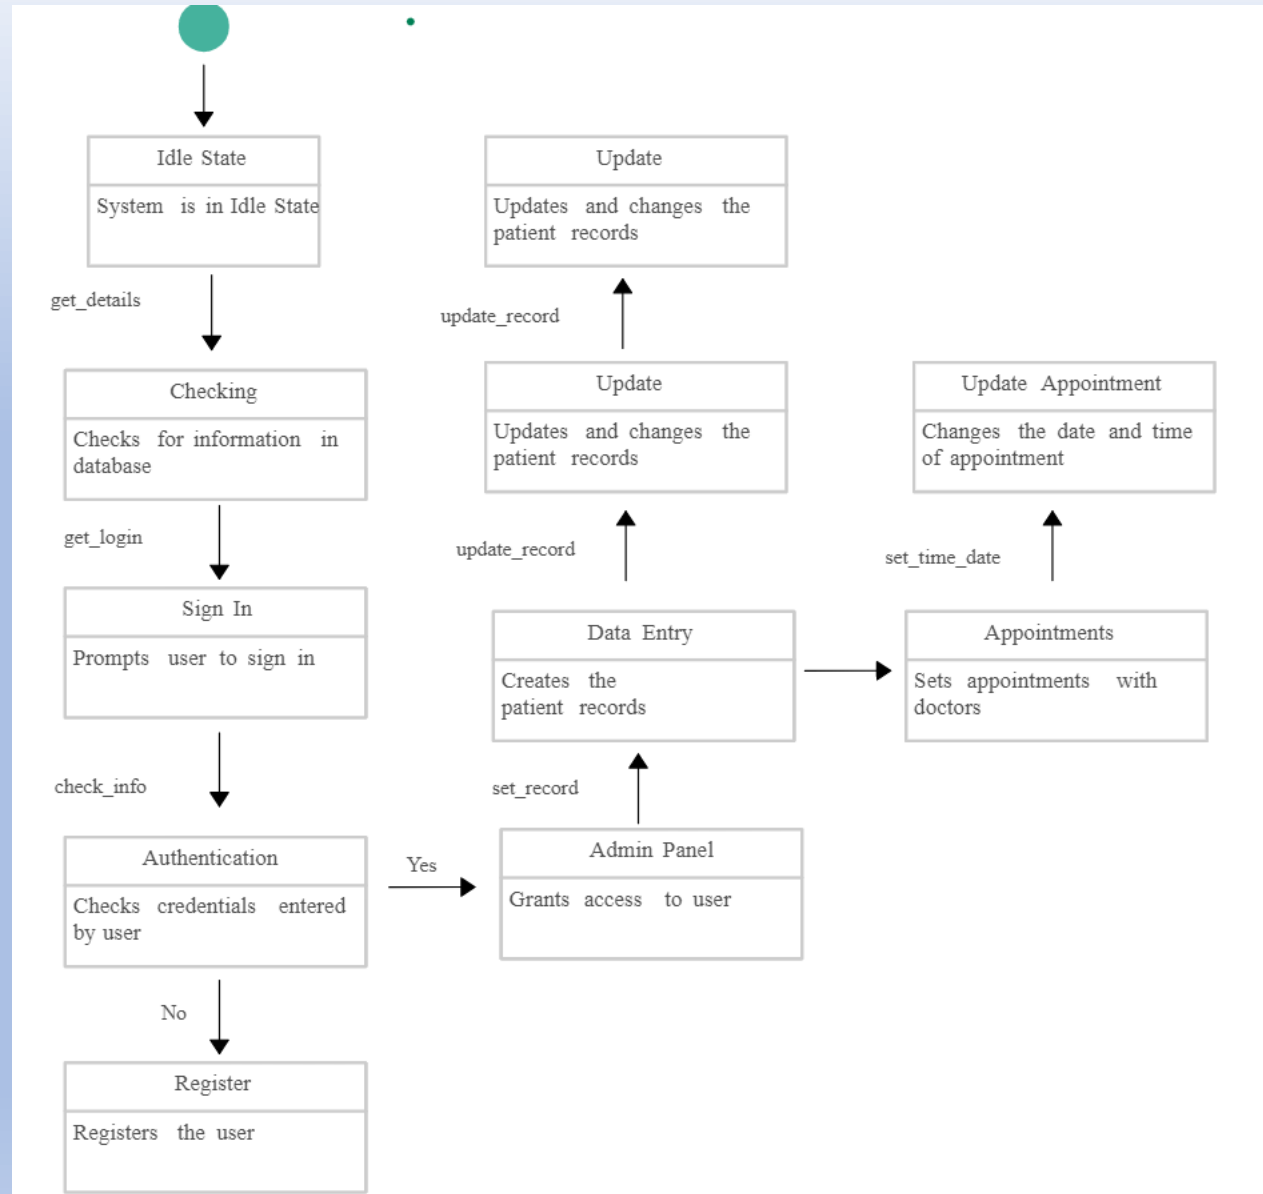 Idle State
System is in Idle State
get_details
Checking
Checks for information in
database
get_login
Sign In
Prompts user to sign in
check_info
Authentication
Checks credentials entered
by user
No
Register
Registers the user
Yes
Admin Panel
Grants access to user
set_record
Data Entry
Creates the
patient records
update_record
Update
Updates and changes the
patient records
update_record
Update
Updates and changes the
patient records
Appointments
Sets appointments with
doctors
set_time_date
Update Appointment
Changes the date and time
of appointment